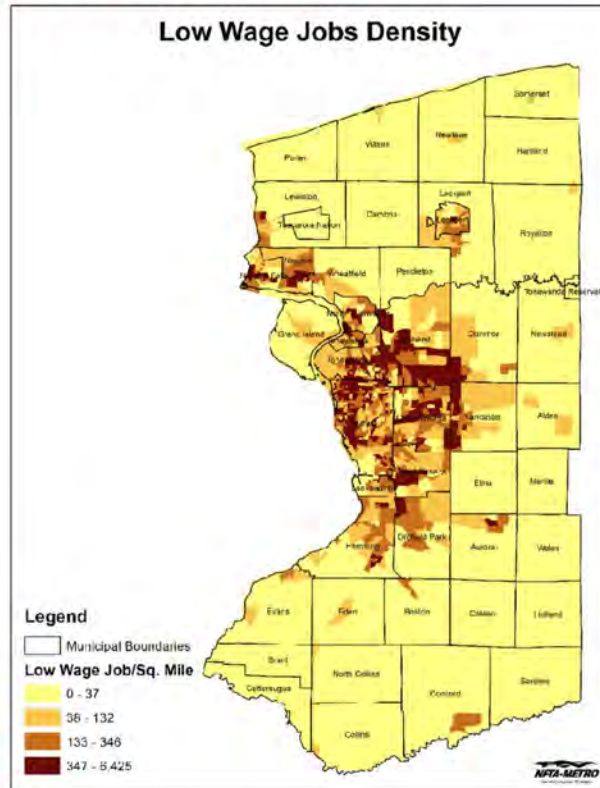 Low Wage Jobs Density
Somerset
Wilson
Newfane
Porter
Hartland
Lewiston
Lockport
Cambria
Tuscarora Nation
Royalton
Wheatfield
Pendleton
Tonawanda Reservation
Grand Island
Clarence
Newstead
Lancaster
Alden
Elma
Marilla
Orchard Park
Hamburg
Aurora
Wales
Evans
Eden
Boston
Colden
Holland
Brant
North Collins
Cattaraugus
Concord
Sardinia
Collins
Legend
Municipal Boundaries
Low Wage Job/Sq. Mile
0 - 37
38 - 132
133 - 346
347 - 6,425
NFTA-METRO